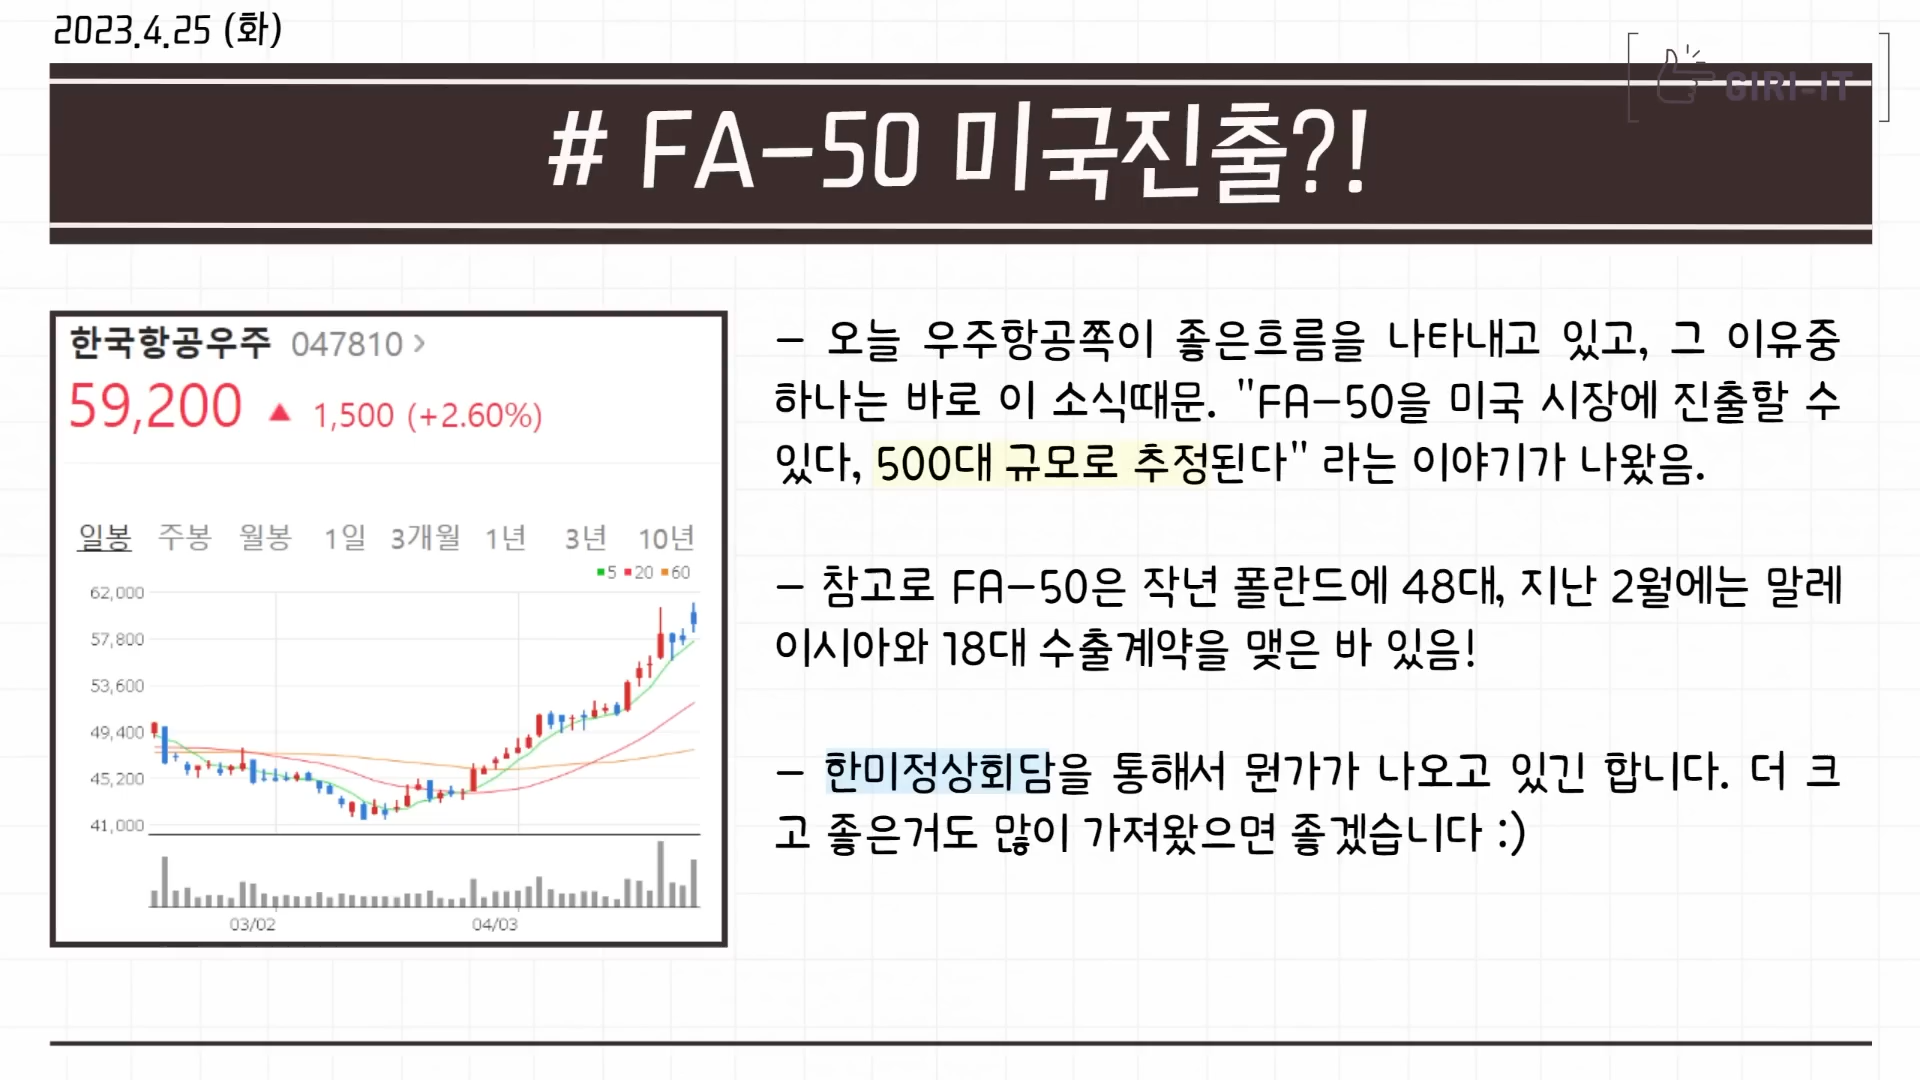 2023.4.25 (화)
GIRI-IT
# FA-50 미국진출?!
한국항공우주 047810 >
59,200 ▲ 1,500 (+2.60%)
일봉 주봉 월봉 1일 3개월 1년 3년 10년
5 20 60
62,000
57,800
53,600
49,400
45,200
41,000
03/02 04/03
- 오늘 우주항공쪽이 좋은흐름을 나타내고 있고, 그 이유중
하나는 바로 이 소식때문. "FA-50을 미국 시장에 진출할 수
있다, 500대 규모로 추정된다" 라는 이야기가 나왔음.
- 참고로 FA-50은 작년 폴란드에 48대, 지난 2월에는 말레
이시아와 18대 수출계약을 맺은 바 있음!
- 한미정상회담을 통해서 뭔가가 나오고 있긴 합니다. 더 크
고 좋은거도 많이 가져왔으면 좋겠습니다 :)